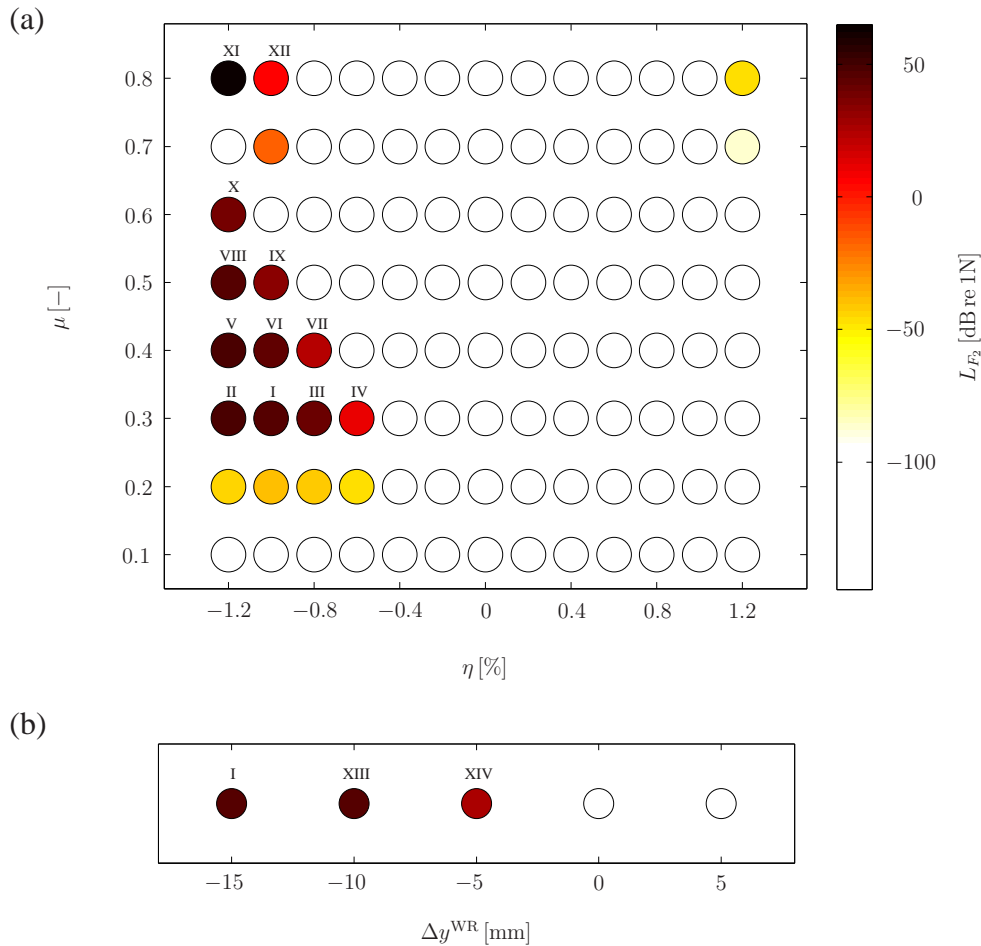 (a)
XI XII
0.8
0.7
X
0.6
VIII IX
0.5
V VI VII
0.4
II I III IV
0.3
0.2
0.1
μ [−]
−1.2 −0.8 −0.4 0 0.4 0.8 1.2
η [%]
50
0
−50
−100
L_{F_2} [dB re 1N]
(b)
I XIII XIV
−15 −10 −5 0 5
Δy^{WR} [mm]